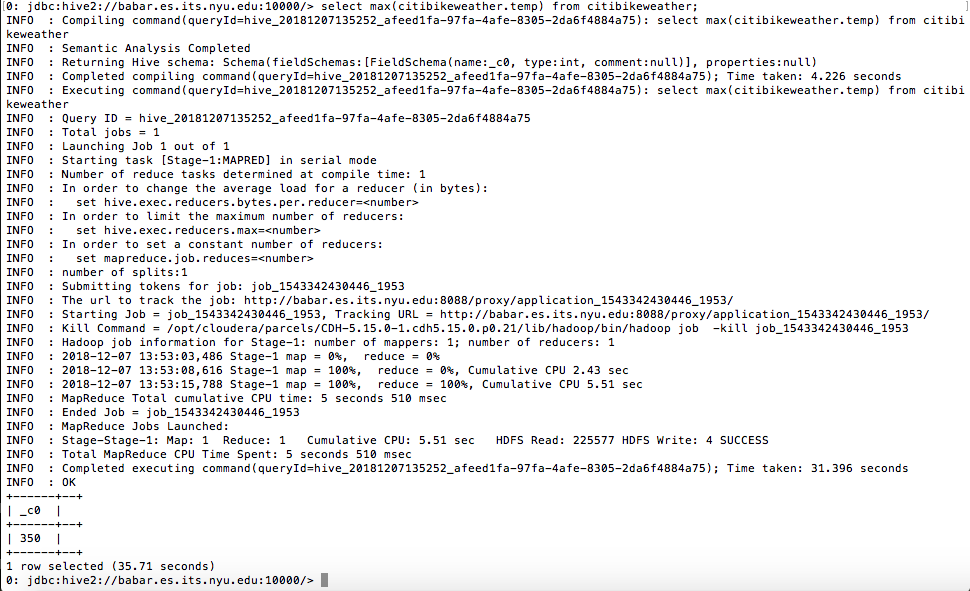 0: jdbc:hive2://babar.es.its.nyu.edu:10000/> select max(citibikeweather.temp) from citibikeweather;
INFO  : Compiling command(queryId=hive_20181207135252_afeed1fa-97fa-4afe-8305-2da6f4884a75): select max(citibikeweather.temp) from citibi
keweather
INFO  : Semantic Analysis Completed
INFO  : Returning Hive schema: Schema(fieldSchemas:[FieldSchema(name:_c0, type:int, comment:null)], properties:null)
INFO  : Completed compiling command(queryId=hive_20181207135252_afeed1fa-97fa-4afe-8305-2da6f4884a75); Time taken: 4.226 seconds
INFO  : Executing command(queryId=hive_20181207135252_afeed1fa-97fa-4afe-8305-2da6f4884a75): select max(citibikeweather.temp) from citibi
keweather
INFO  : Query ID = hive_20181207135252_afeed1fa-97fa-4afe-8305-2da6f4884a75
INFO  : Total jobs = 1
INFO  : Launching Job 1 out of 1
INFO  : Starting task [Stage-1:MAPRED] in serial mode
INFO  : Number of reduce tasks determined at compile time: 1
INFO  : In order to change the average load for a reducer (in bytes):
INFO  :   set hive.exec.reducers.bytes.per.reducer=<number>
INFO  : In order to limit the maximum number of reducers:
INFO  :   set hive.exec.reducers.max=<number>
INFO  : In order to set a constant number of reducers:
INFO  :   set mapreduce.job.reduces=<number>
INFO  : number of splits:1
INFO  : Submitting tokens for job: job_1543342430446_1953
INFO  : The url to track the job: http://babar.es.its.nyu.edu:8088/proxy/application_1543342430446_1953/
INFO  : Starting Job = job_1543342430446_1953, Tracking URL = http://babar.es.its.nyu.edu:8088/proxy/application_1543342430446_1953/
INFO  : Kill Command = /opt/cloudera/parcels/CDH-5.15.0-1.cdh5.15.0.p0.21/lib/hadoop/bin/hadoop job  -kill job_1543342430446_1953
INFO  : Hadoop job information for Stage-1: number of mappers: 1; number of reducers: 1
INFO  : 2018-12-07 13:53:03,486 Stage-1 map = 0%,  reduce = 0%
INFO  : 2018-12-07 13:53:08,616 Stage-1 map = 100%,  reduce = 0%, Cumulative CPU 2.43 sec
INFO  : 2018-12-07 13:53:15,788 Stage-1 map = 100%,  reduce = 100%, Cumulative CPU 5.51 sec
INFO  : MapReduce Total cumulative CPU time: 5 seconds 510 msec
INFO  : Ended Job = job_1543342430446_1953
INFO  : MapReduce Jobs Launched:
INFO  : Stage-Stage-1: Map: 1  Reduce: 1   Cumulative CPU: 5.51 sec   HDFS Read: 225577 HDFS Write: 4 SUCCESS
INFO  : Total MapReduce CPU Time Spent: 5 seconds 510 msec
INFO  : Completed executing command(queryId=hive_20181207135252_afeed1fa-97fa-4afe-8305-2da6f4884a75); Time taken: 31.396 seconds
INFO  : OK
+------+--+
| _c0  |
+------+--+
| 350  |
+------+--+
1 row selected (35.71 seconds)
0: jdbc:hive2://babar.es.its.nyu.edu:10000/>